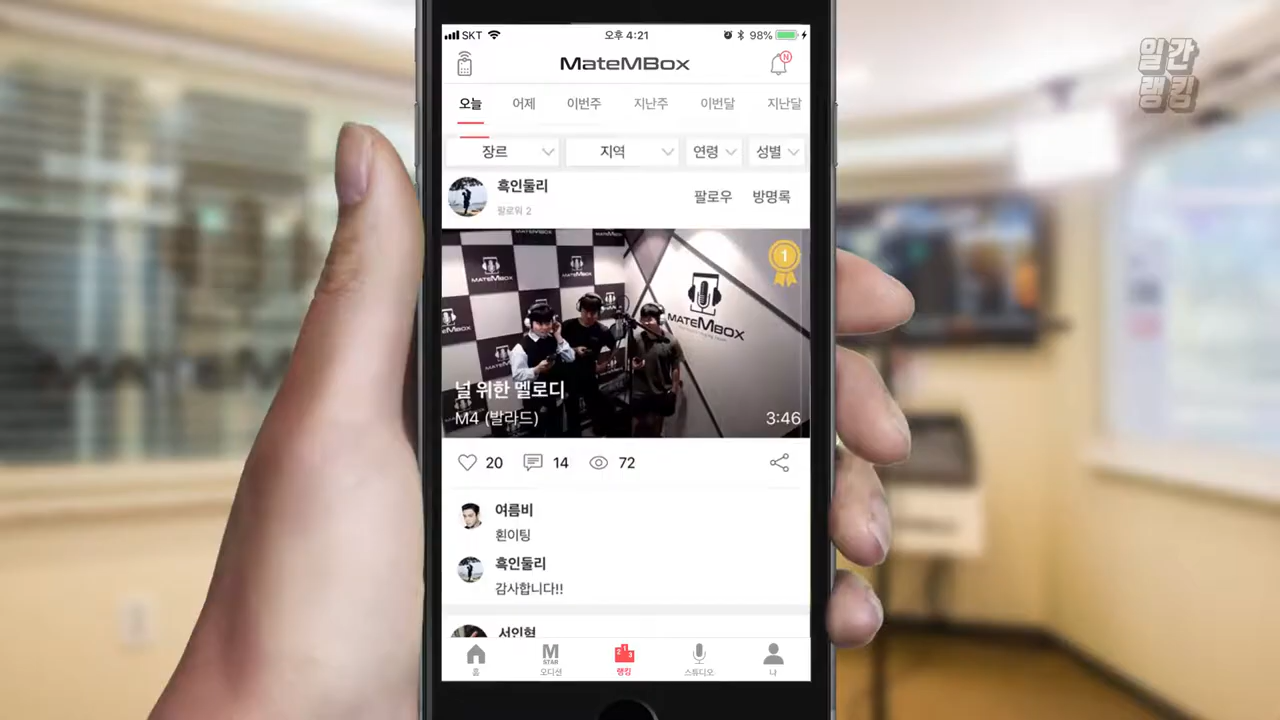 SKT 오후 4:21 98%
MateMBox
N
일간
랭킹
오늘 어제 이번주 지난주 이번달 지난달
장르 지역 연령 성별
흑인둘리
팔로워 2
팔로우 방명록
1
MATEMBOX
MATEMBOX
MATEMBOX
널 위한 멜로디
M4 (발라드)
3:46
20 14 72
여름비
횐이팅
흑인둘리
감사합니다!!
서인혁
홈 M STAR 오디션 2 1 3 랭킹 스튜디오 나